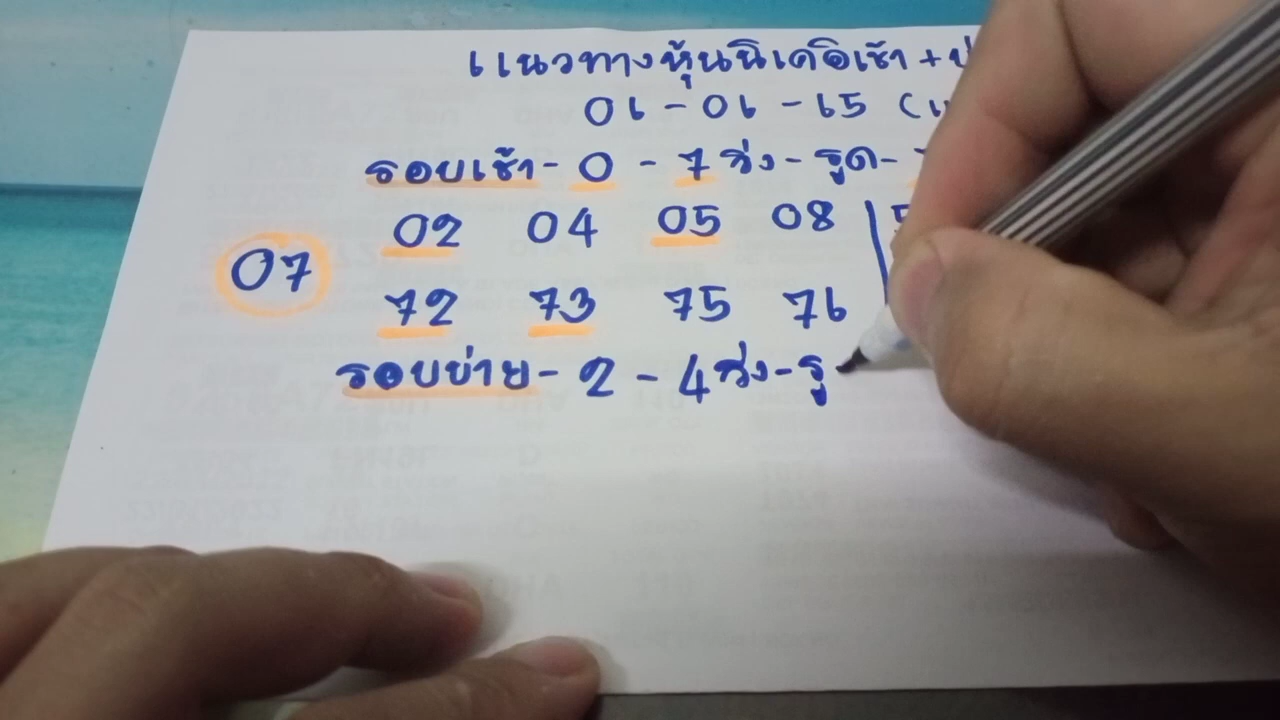 แนวทางหุ้นนิเคอิเช้า+
06-06-65
รอบเช้า-0-7วิ่ง-รูด-
02 04 05 08
07
72 73 75 76
รอบบ่าย-2-4วิ่ง-รู